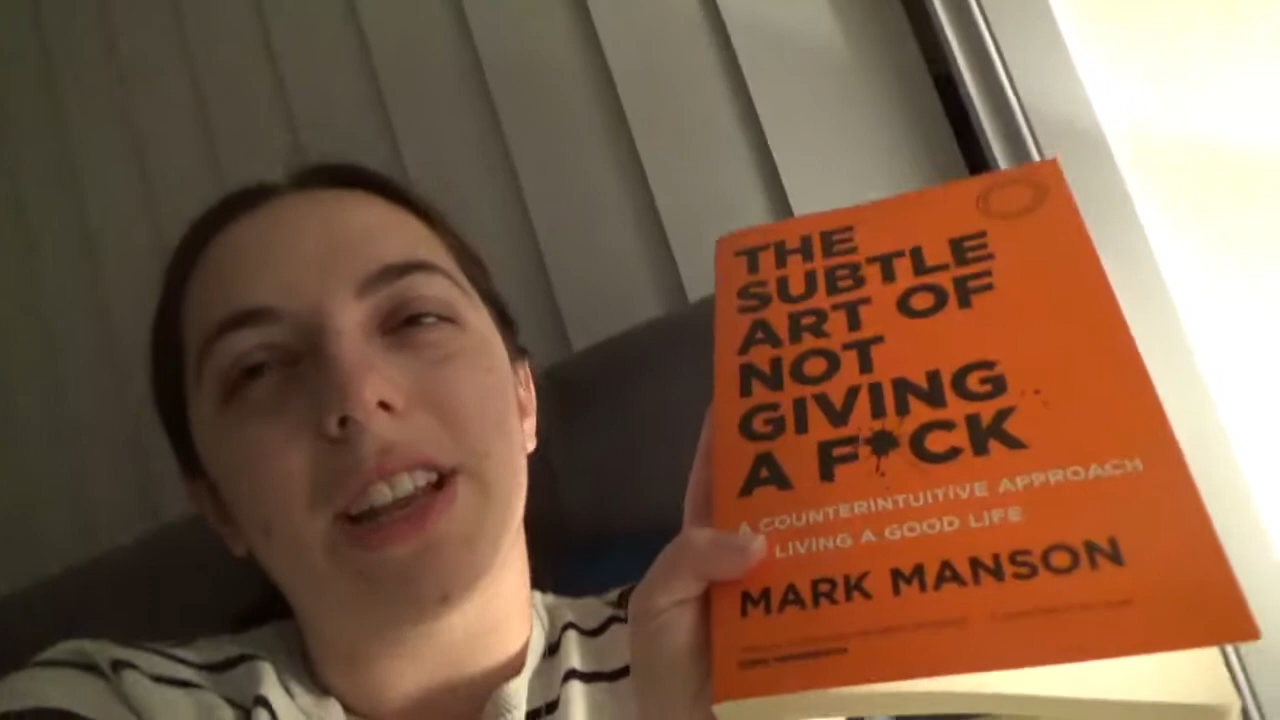 THE
SUBTLE
ART OF
NOT
GIVING
A F*CK
A COUNTERINTUITIVE APPROACH
LIVING A GOOD LIFE
MARK MANSON